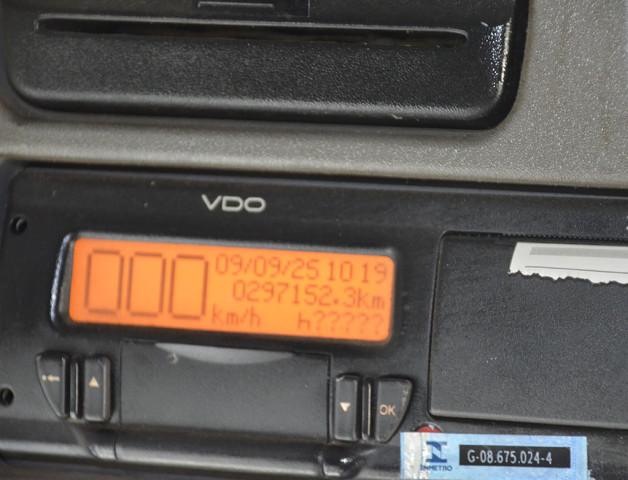 VDO
000
09/09/25 10 19
0297152.3km
km/h h?????
OK
INMETRO
G-08.675.024-4